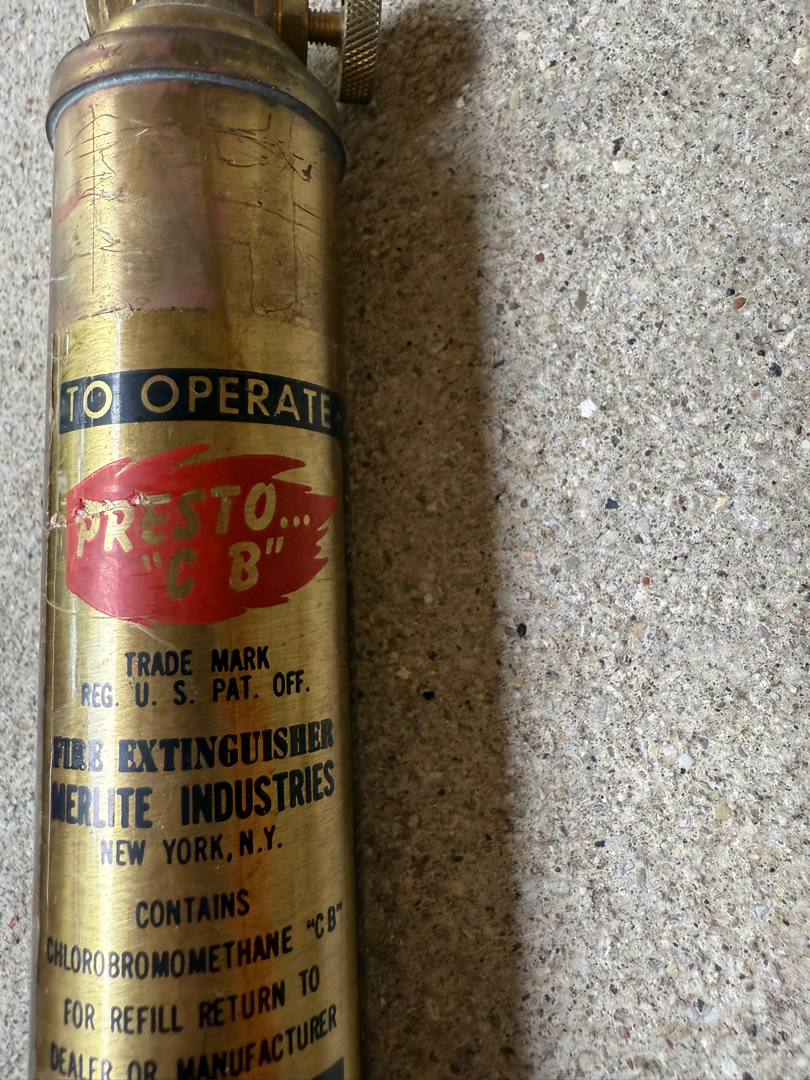 TO OPERATE
PRESTO...
"C B"
TRADE MARK
REG. U. S. PAT. OFF.
FIRE EXTINGUISHER
MERLITE INDUSTRIES
NEW YORK, N.Y.
CONTAINS
CHLOROBROMOMETHANE "CB"
FOR REFILL RETURN TO
DEALER OR MANUFACTURER